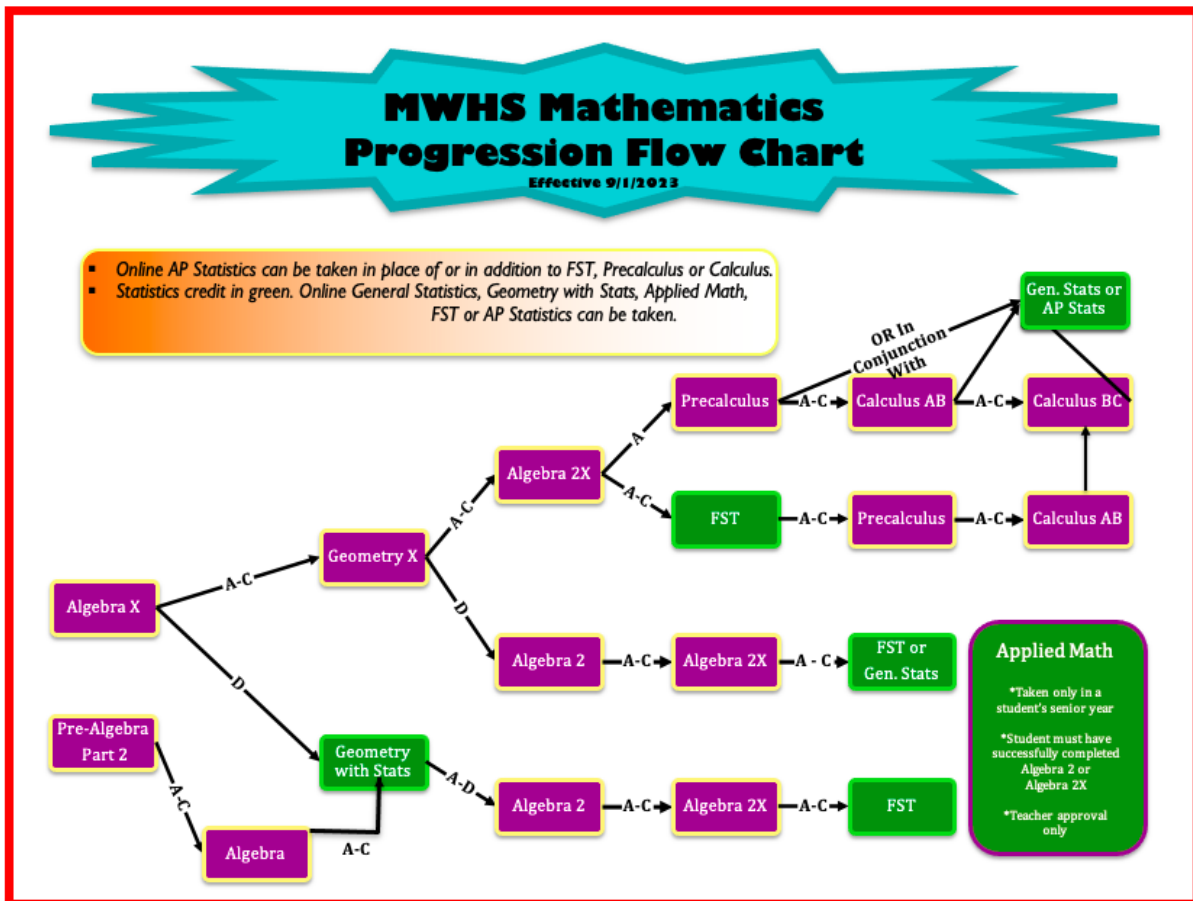 MWHS Mathematics
Progression Flow Chart
Effective 9/1/2023
▪ Online AP Statistics can be taken in place of or in addition to FST, Precalculus or Calculus.
▪ Statistics credit in green. Online General Statistics, Geometry with Stats, Applied Math,
FST or AP Statistics can be taken.
Gen. Stats or
AP Stats
OR In
Conjunction
With
Precalculus
A-C
Calculus AB
A-C
Calculus BC
A
Algebra 2X
A-C
FST
A-C
Precalculus
A-C
Calculus AB
A-C
Geometry X
A-C
Algebra X
D
Algebra 2
A-C
Algebra 2X
A - C
FST or
Gen. Stats
D
Pre-Algebra
Part 2
Geometry
with Stats
A-D
Algebra 2
A-C
Algebra 2X
A-C
FST
A-C
Algebra
A-C
Applied Math
*Taken only in a
student's senior year
*Student must have
successfully completed
Algebra 2 or
Algebra 2X
*Teacher approval
only